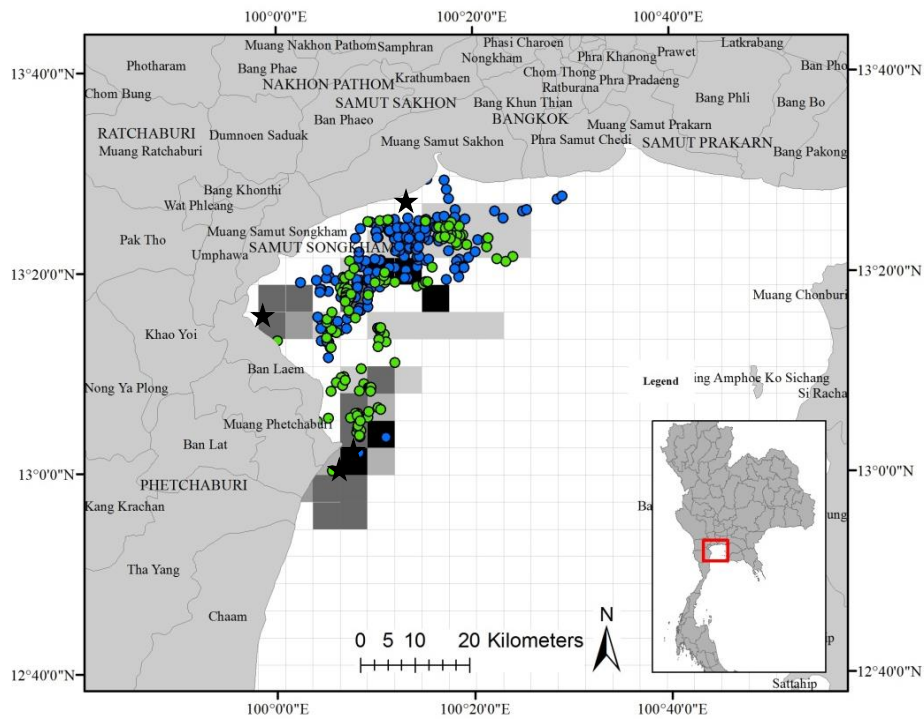 100°0'0"E 100°20'0"E 100°40'0"E
Phasi Charoen Latkrabang
Muang Nakhon Pathom Samphran
Nongkham Phra Khanong Prawet
13°40'0"N Photharam Bang Phae Krathumbaen Chom Thong Phra Pradaeng Ban Pho 13°40'0"N
NAKHON PATHOM Ratburana
Chom Bung SAMUT SAKHON Bang Khun Thian Bang Phli Bang Bo
Ban Phaeo BANGKOK
RATCHABURI Dumnoen Saduak Muang Samut Prakarn
Muang Ratchaburi Muang Samut Sakhon Phra Samut Chedi SAMUT PRAKARN
Bang Pakong
Bang Khonthi
Wat Phleang
Pak Tho Muang Samut Songkham
SAMUT SONGKHAM
Umphawa
13°20'0"N 13°20'0"N
Muang Chonburi
Khao Yoi
Ban Laem
Nong Ya Plong Legend ing Amphoe Ko Sichang
Si Racha
Muang Phetchaburi
Ban Lat
13°0'0"N 13°0'0"N
PHETCHABURI
Kang Krachan Ba ung
Tha Yang
Chaam
N
0 5 10 20 Kilometers
12°40'0"N 12°40'0"N
Sattahip
100°0'0"E 100°20'0"E 100°40'0"E